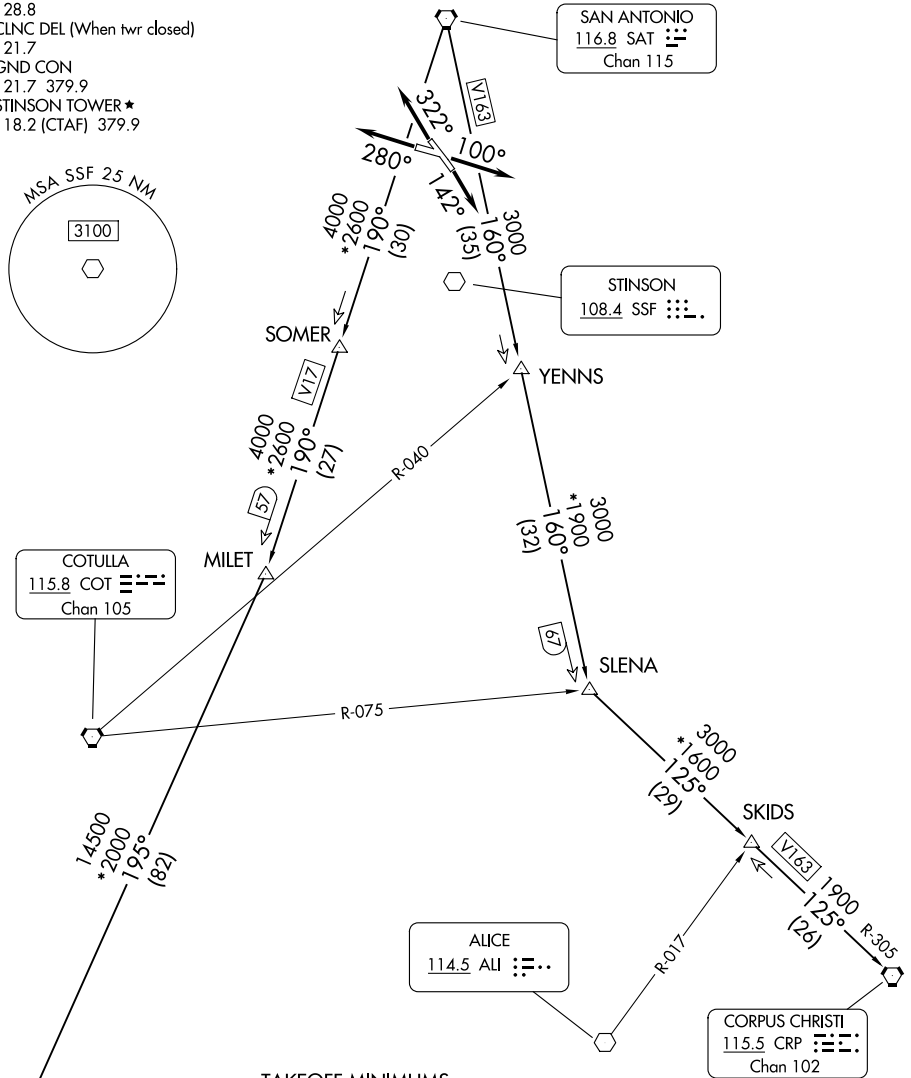 28.8
CLNC DEL (When twr closed)
21.7
GND CON
21.7 379.9
STINSON TOWER★
18.2 (CTAF) 379.9
SAN ANTONIO
116.8 SAT
Chan 115
V163
322°
100°
280°
142°
MSA SSF 25 NM
3100
4000
*2600
190°
(30)
3000
160°
(35)
STINSON
108.4 SSF
SOMER
YENNS
V17
4000
*2600
190°
(27)
R-040
57
3000
*1900
160°
(32)
COTULLA
115.8 COT
Chan 105
MILET
67
SLENA
R-075
3000
*1600
125°
(29)
SKIDS
14500
*2000
195°
(82)
V163
1900
125°
(26)
R-305
ALICE
114.5 ALI
R-017
CORPUS CHRISTI
115.5 CRP
Chan 102